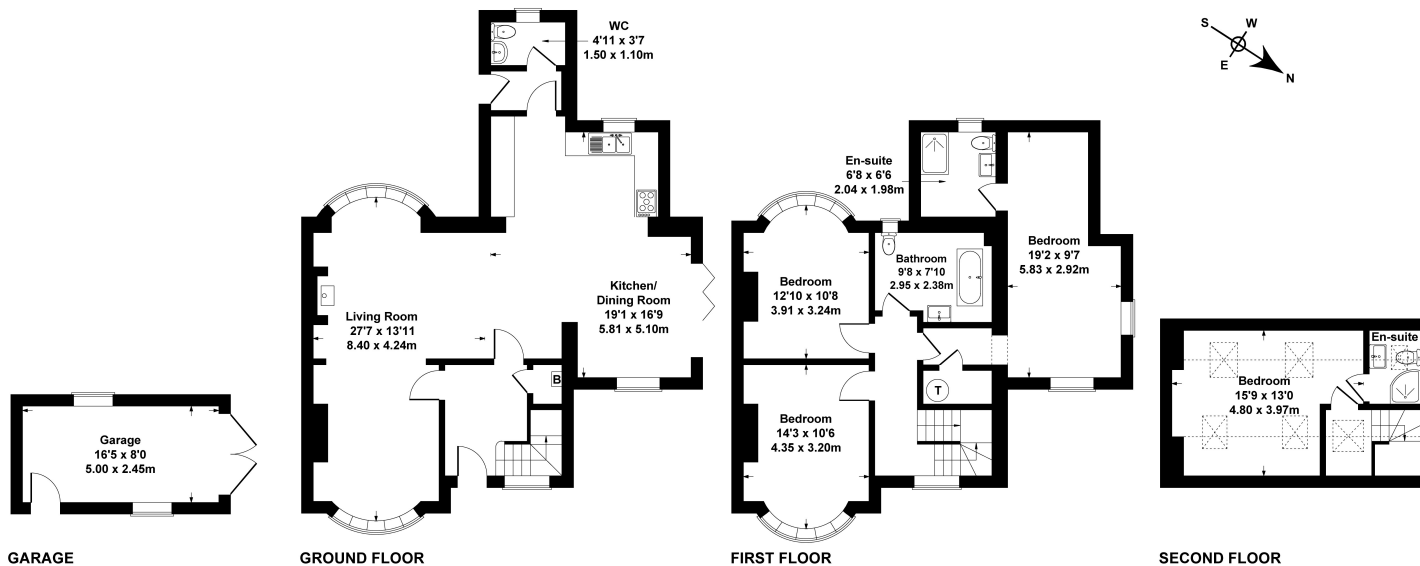 WC
4'11 x 3'7
1.50 x 1.10m
S
W
E
N
En-suite
6'8 x 6'6
2.04 x 1.98m
Bedroom
19'2 x 9'7
5.83 x 2.92m
Bathroom
9'8 x 7'10
2.95 x 2.38m
Bedroom
12'10 x 10'8
3.91 x 3.24m
Kitchen/
Dining Room
19'1 x 16'9
5.81 x 5.10m
Living Room
27'7 x 13'11
8.40 x 4.24m
B
T
Bedroom
14'3 x 10'6
4.35 x 3.20m
En-suite
Bedroom
15'9 x 13'0
4.80 x 3.97m
Garage
16'5 x 8'0
5.00 x 2.45m
GARAGE
GROUND FLOOR
FIRST FLOOR
SECOND FLOOR